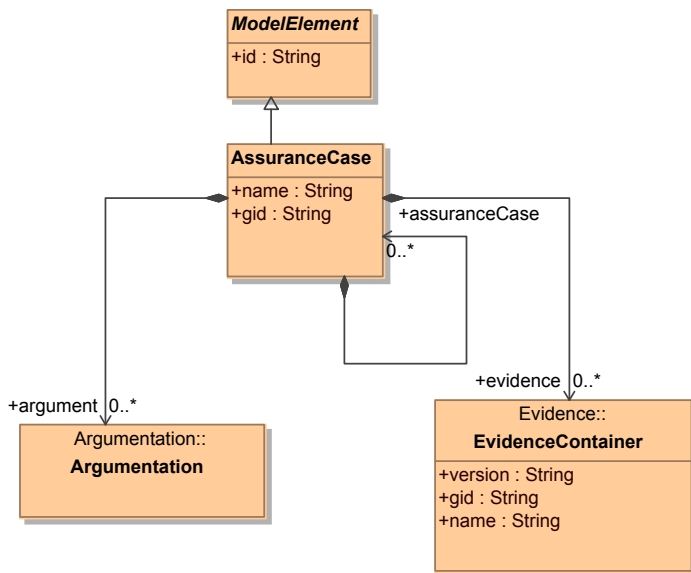 ModelElement
+id : String
AssuranceCase
+name : String
+gid : String
+assuranceCase
0..*
+argument 0..*
+evidence 0..*
Argumentation::
Argumentation
Evidence::
EvidenceContainer
+version : String
+gid : String
+name : String